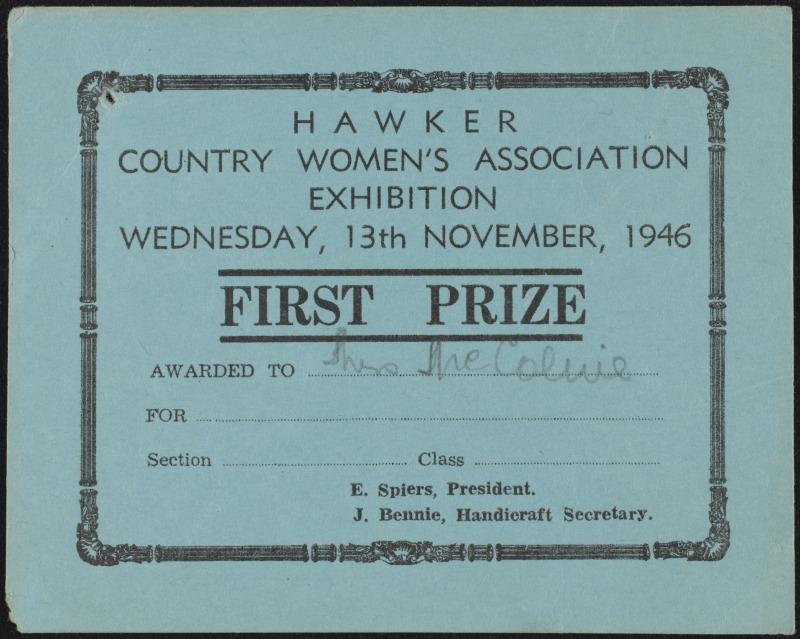 HAWKER
COUNTRY WOMEN'S ASSOCIATION
EXHIBITION
WEDNESDAY, 13th NOVEMBER, 1946
FIRST PRIZE
AWARDED TO Mrs McColmie
FOR
Section Class
E. Spiers, President.
J. Bennie, Handicraft Secretary.